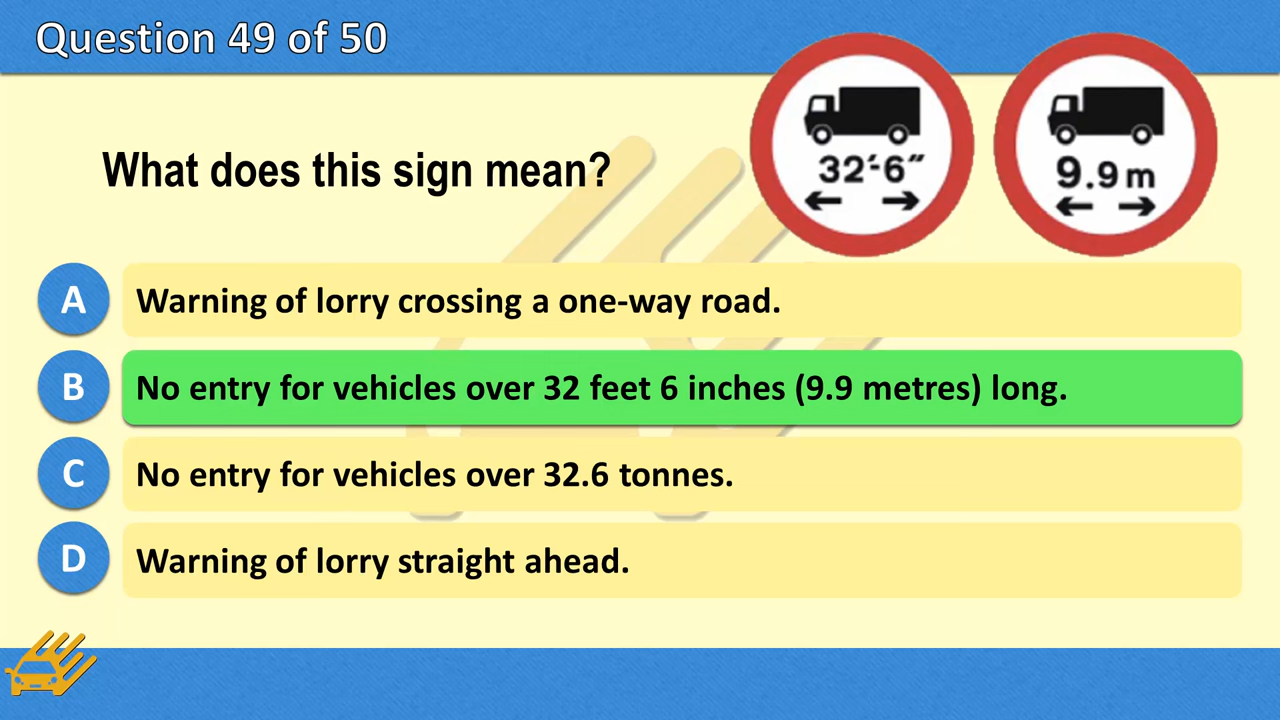 Question 49 of 50
What does this sign mean?
32'-6"
9.9 m
A
Warning of lorry crossing a one-way road.
B
No entry for vehicles over 32 feet 6 inches (9.9 metres) long.
C
No entry for vehicles over 32.6 tonnes.
D
Warning of lorry straight ahead.